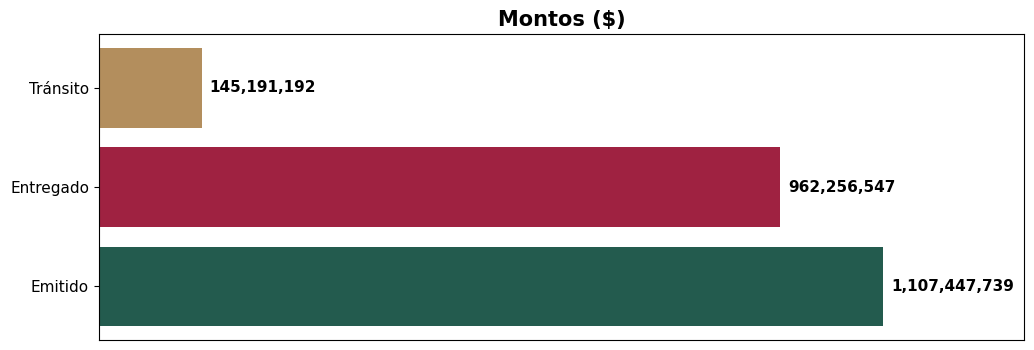 Montos ($)
Tránsito 145,191,192
Entregado 962,256,547
Emitido 1,107,447,739